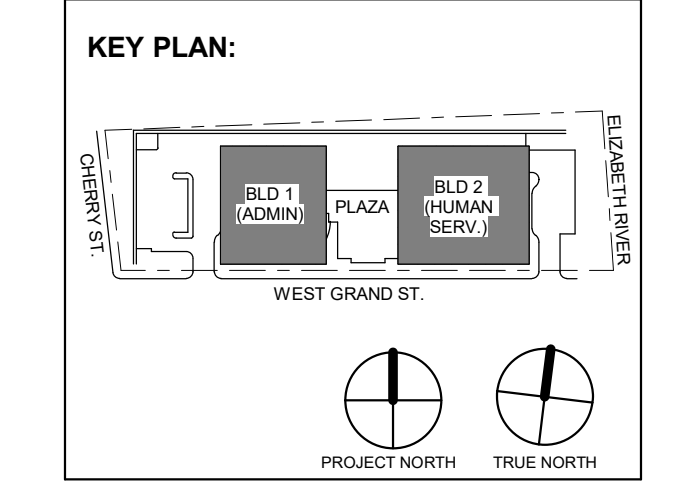 KEY PLAN:
CHERRY ST.
BLD 1
(ADMIN)
PLAZA
BLD 2
(HUMAN
SERV.)
ELIZABETH RIVER
WEST GRAND ST.
PROJECT NORTH
TRUE NORTH